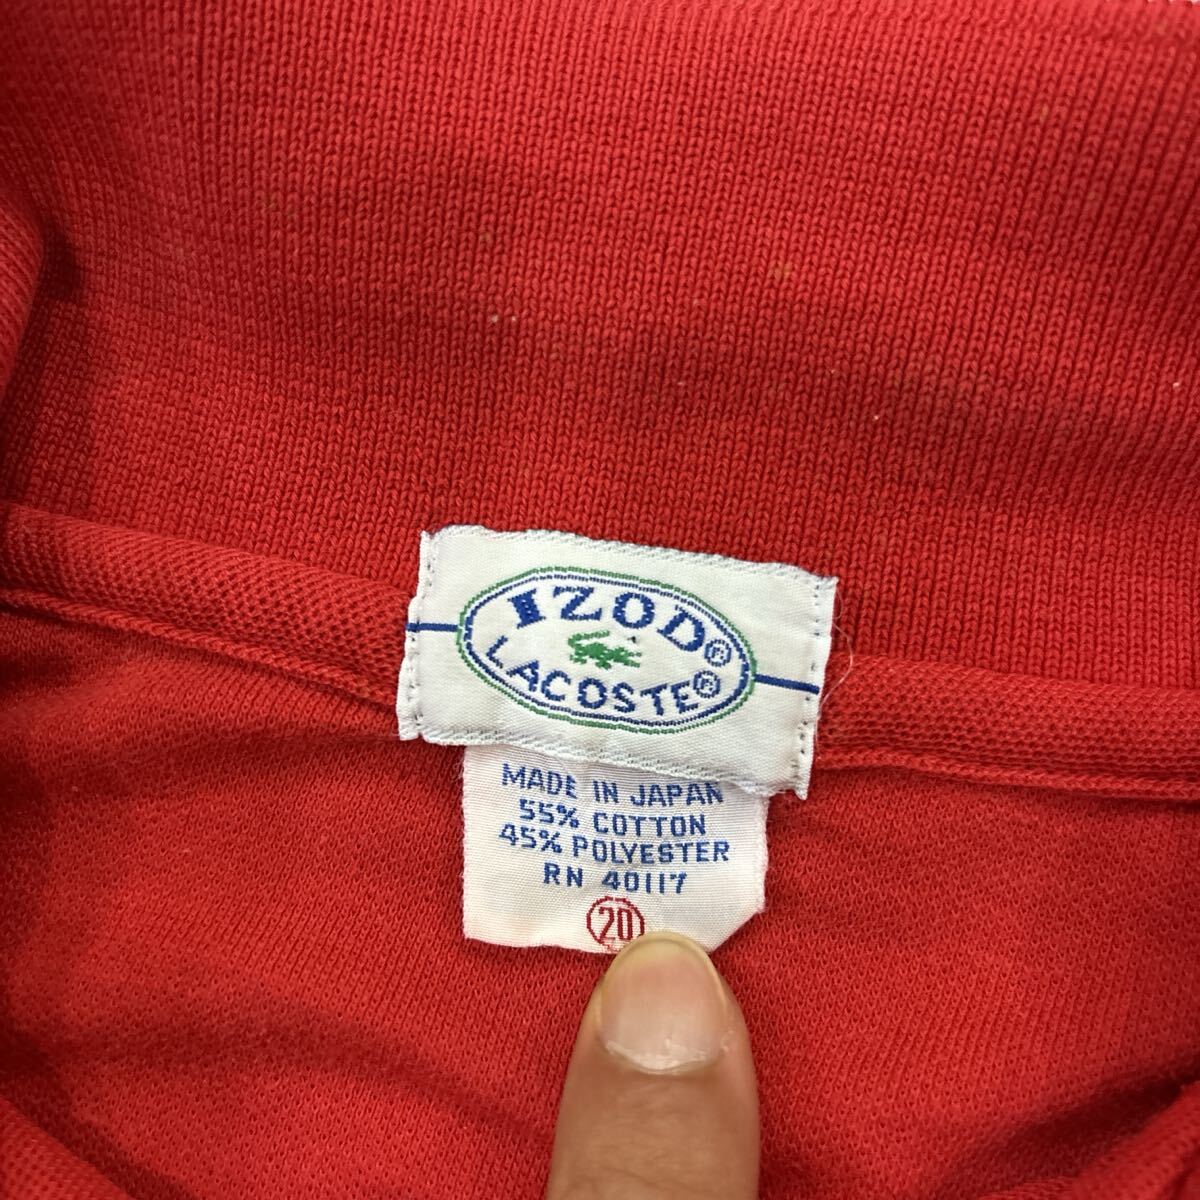 IZOD®
LACOSTE®
MADE IN JAPAN
55% COTTON
45% POLYESTER
RN 40117
20